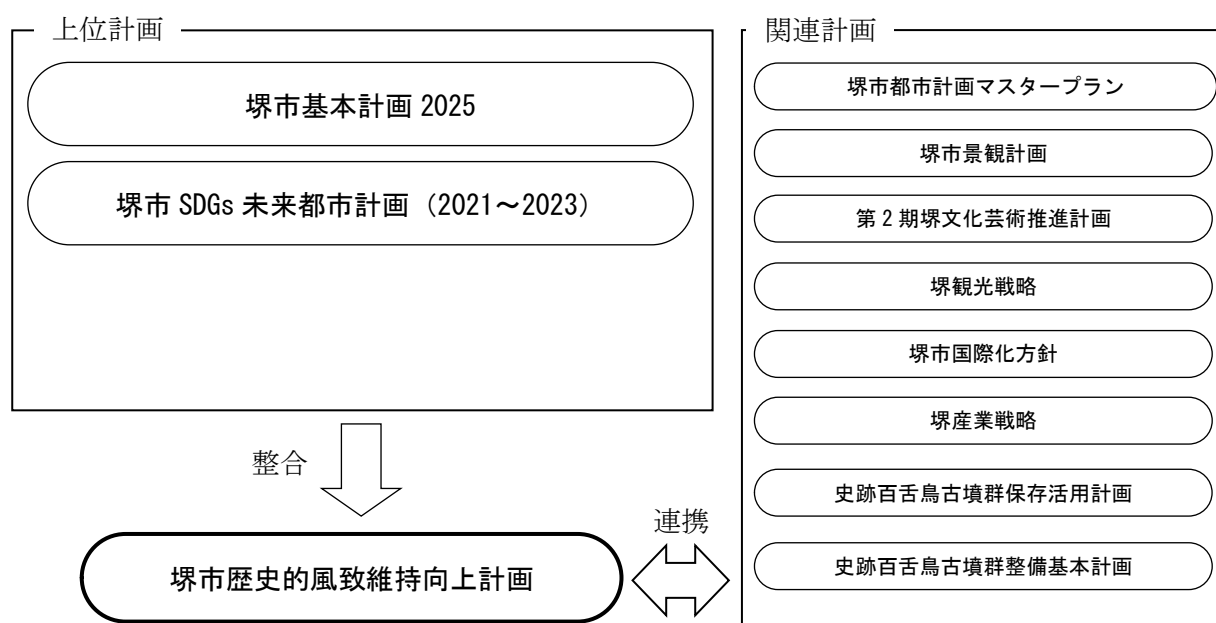 上位計画
堺市基本計画 2025
堺市 SDGs 未来都市計画（2021～2023）
整合
堺市歴史的風致維持向上計画
連携
関連計画
堺市都市計画マスタープラン
堺市景観計画
第 2 期堺文化芸術推進計画
堺観光戦略
堺市国際化方針
堺産業戦略
史跡百舌鳥古墳群保存活用計画
史跡百舌鳥古墳群整備基本計画